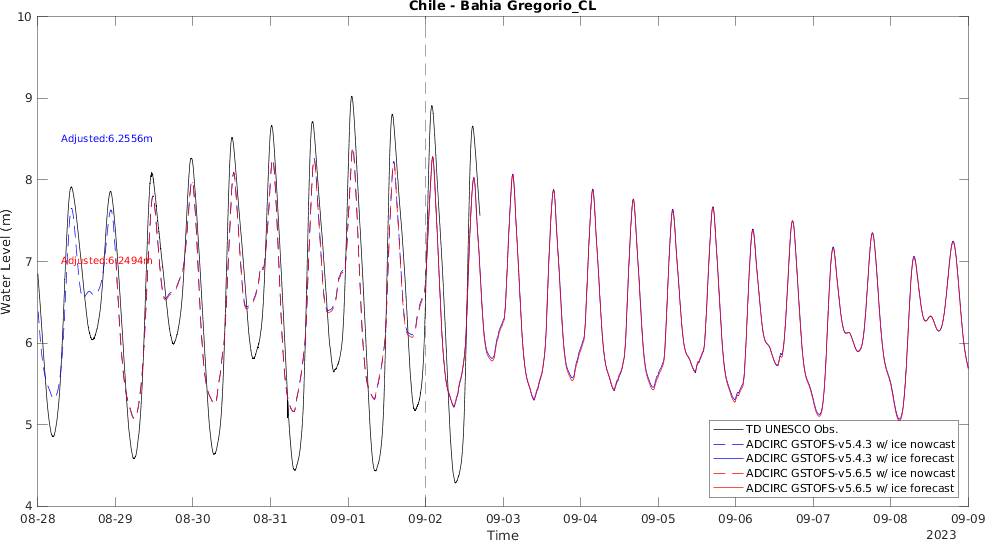 Chile - Bahia Gregorio_CL
10
9
8
7
6
5
4
Water Level (m)
Adjusted:6.2556m
Adjusted:6.2494m
TD UNESCO Obs.
ADCIRC GSTOFS-v5.4.3 w/ ice nowcast
ADCIRC GSTOFS-v5.4.3 w/ ice forecast
ADCIRC GSTOFS-v5.6.5 w/ ice nowcast
ADCIRC GSTOFS-v5.6.5 w/ ice forecast
08-28 08-29 08-30 08-31 09-01 09-02 09-03 09-04 09-05 09-06 09-07 09-08 09-09
Time
2023